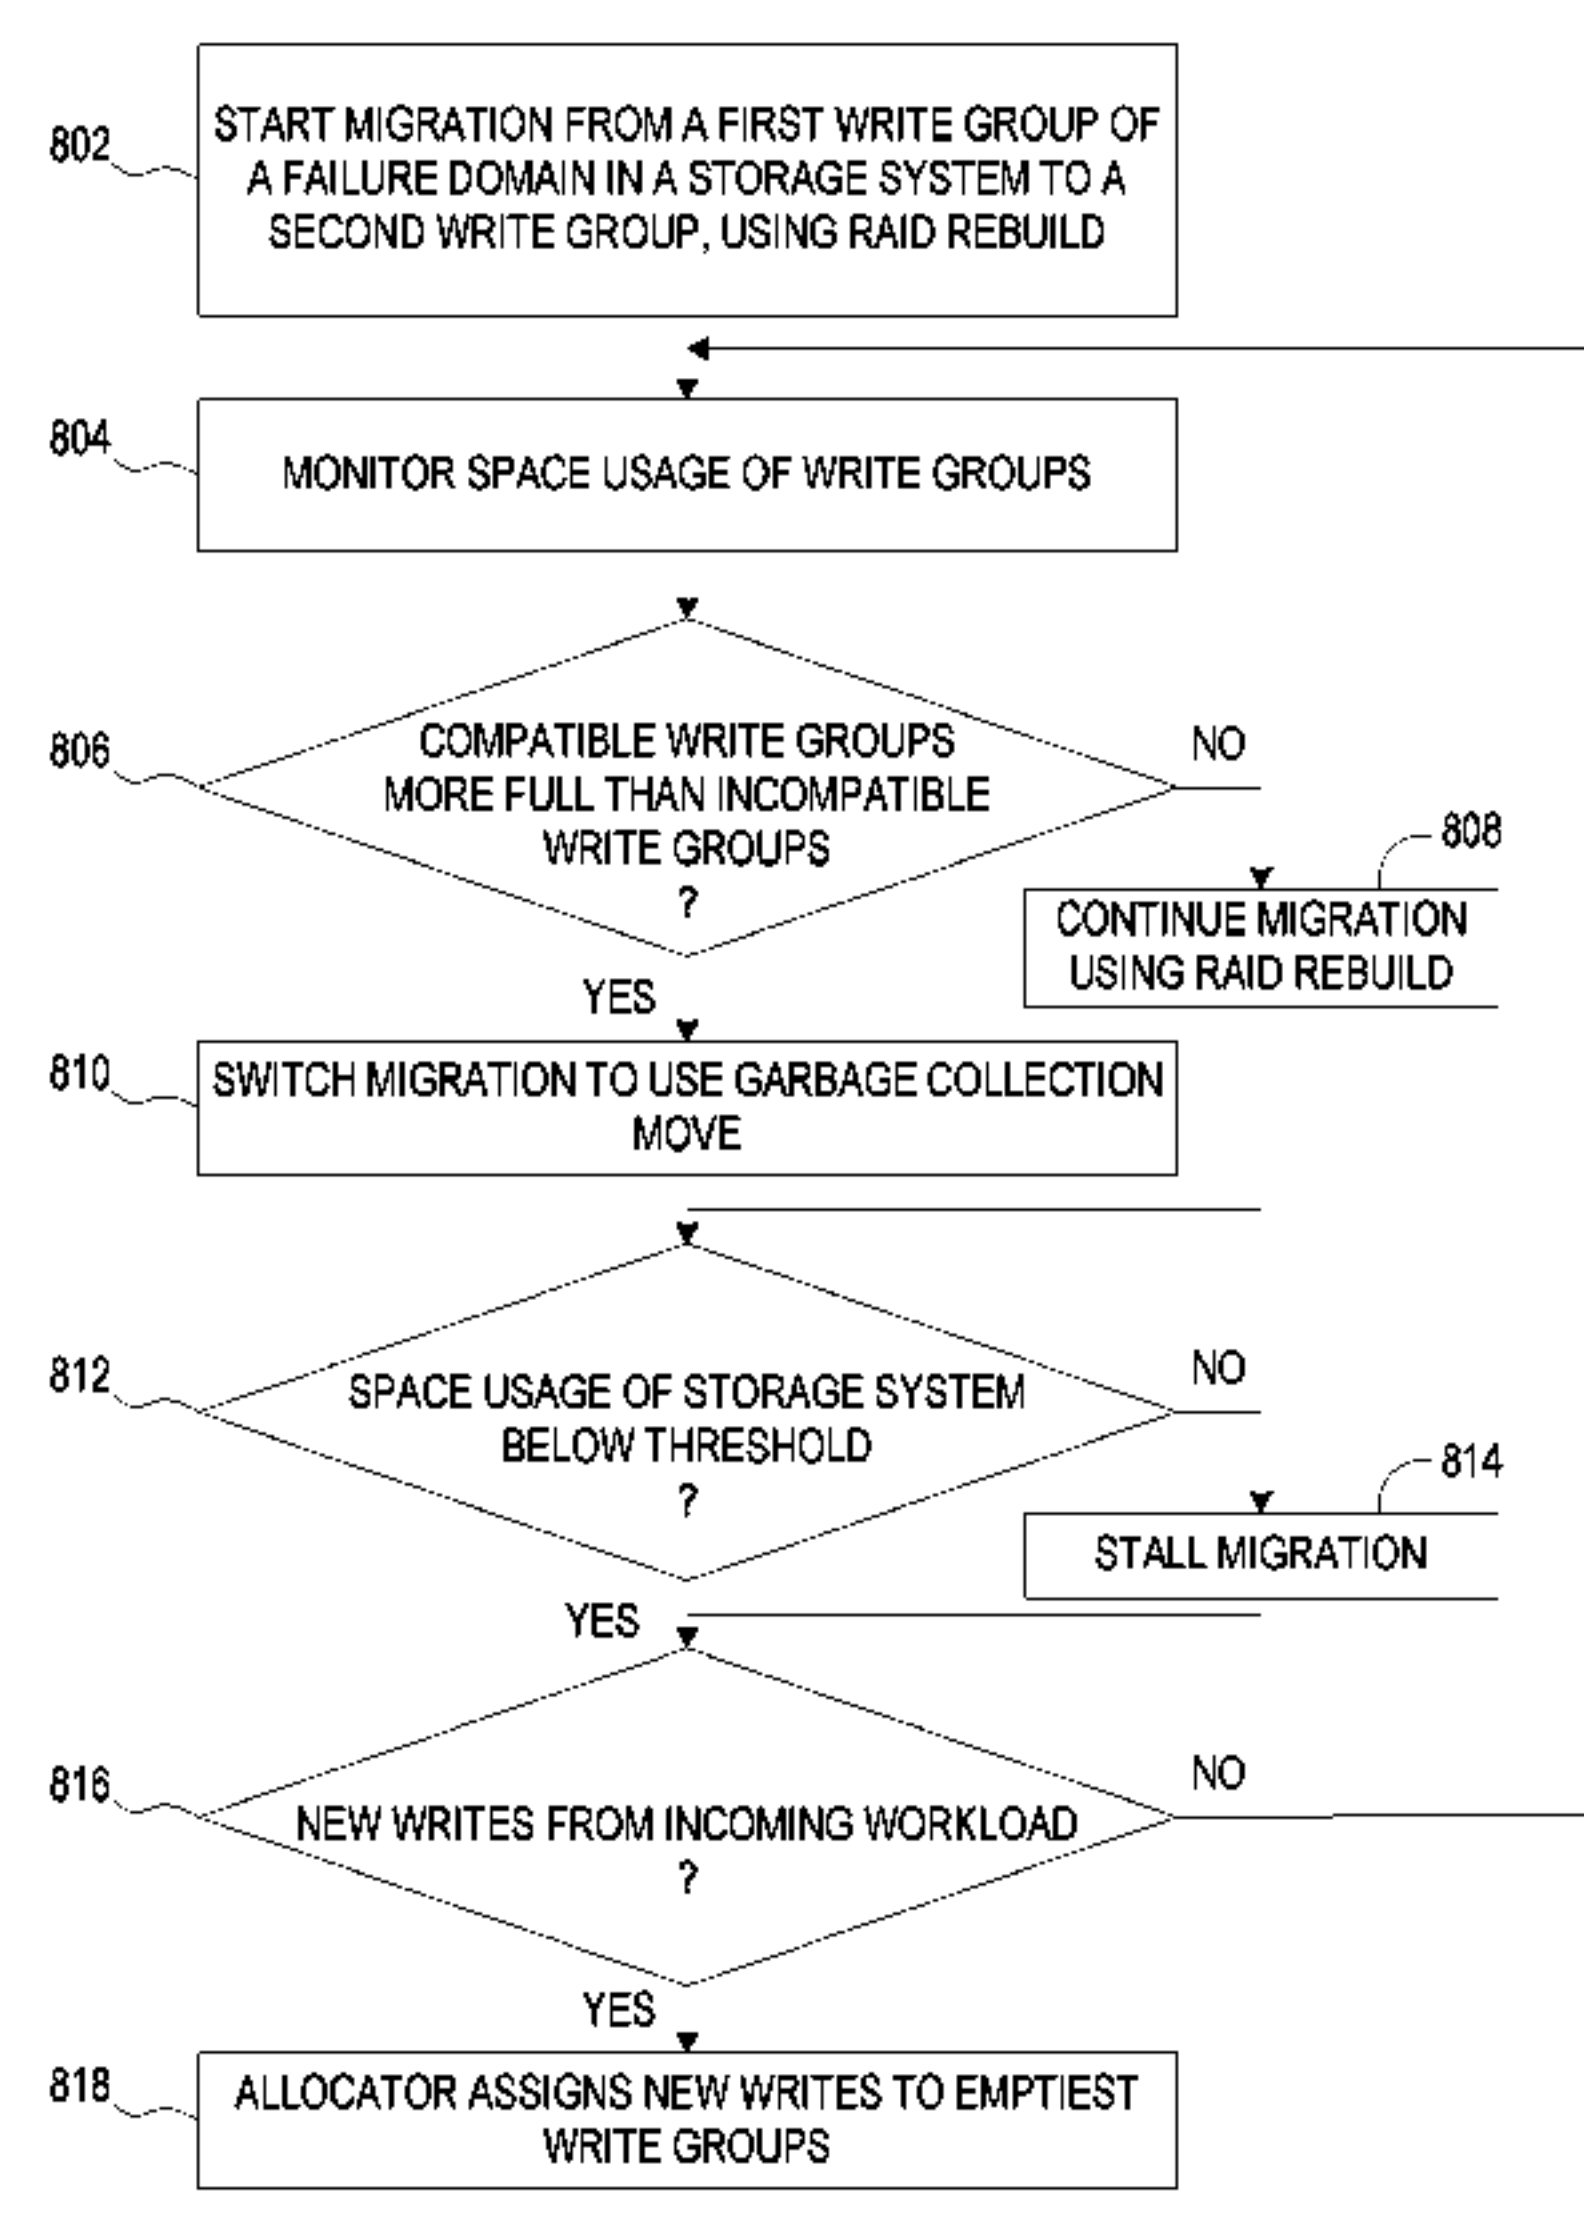 802
START MIGRATION FROM A FIRST WRITE GROUP OF
A FAILURE DOMAIN IN A STORAGE SYSTEM TO A
SECOND WRITE GROUP, USING RAID REBUILD
804
MONITOR SPACE USAGE OF WRITE GROUPS
806
COMPATIBLE WRITE GROUPS
MORE FULL THAN INCOMPATIBLE
WRITE GROUPS
?
NO
808
CONTINUE MIGRATION
USING RAID REBUILD
YES
810
SWITCH MIGRATION TO USE GARBAGE COLLECTION
MOVE
812
SPACE USAGE OF STORAGE SYSTEM
BELOW THRESHOLD
?
NO
814
STALL MIGRATION
YES
816
NEW WRITES FROM INCOMING WORKLOAD
?
NO
YES
818
ALLOCATOR ASSIGNS NEW WRITES TO EMPTIEST
WRITE GROUPS